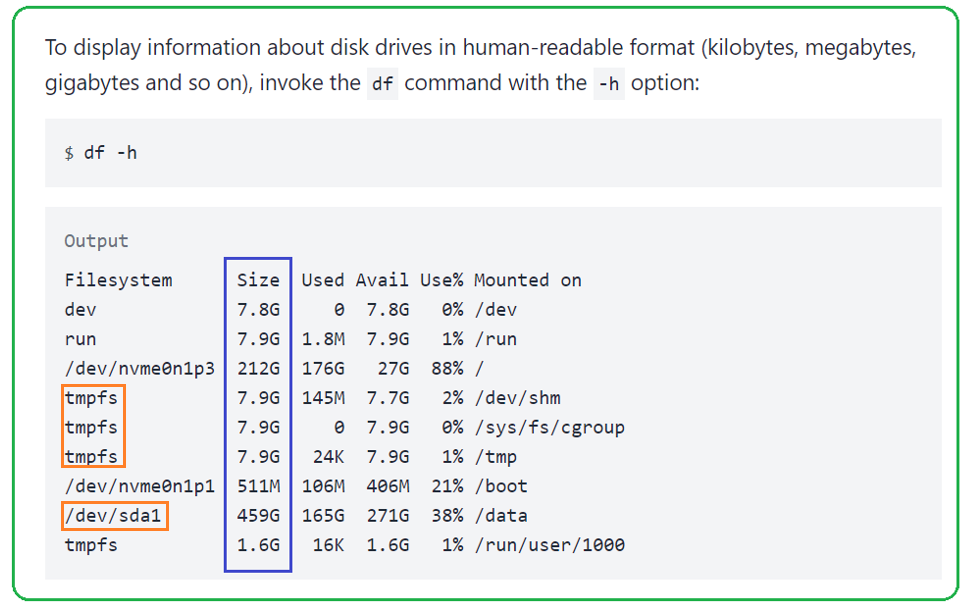 To display information about disk drives in human-readable format (kilobytes, megabytes,
gigabytes and so on), invoke the df command with the -h option:
$ df -h
Output
Filesystem Size Used Avail Use% Mounted on
dev 7.8G 0 7.8G 0% /dev
run 7.9G 1.8M 7.9G 1% /run
/dev/nvme0n1p3 212G 176G 27G 88% /
tmpfs 7.9G 145M 7.7G 2% /dev/shm
tmpfs 7.9G 0 7.9G 0% /sys/fs/cgroup
tmpfs 7.9G 24K 7.9G 1% /tmp
/dev/nvme0n1p1 511M 106M 406M 21% /boot
/dev/sda1 459G 165G 271G 38% /data
tmpfs 1.6G 16K 1.6G 1% /run/user/1000